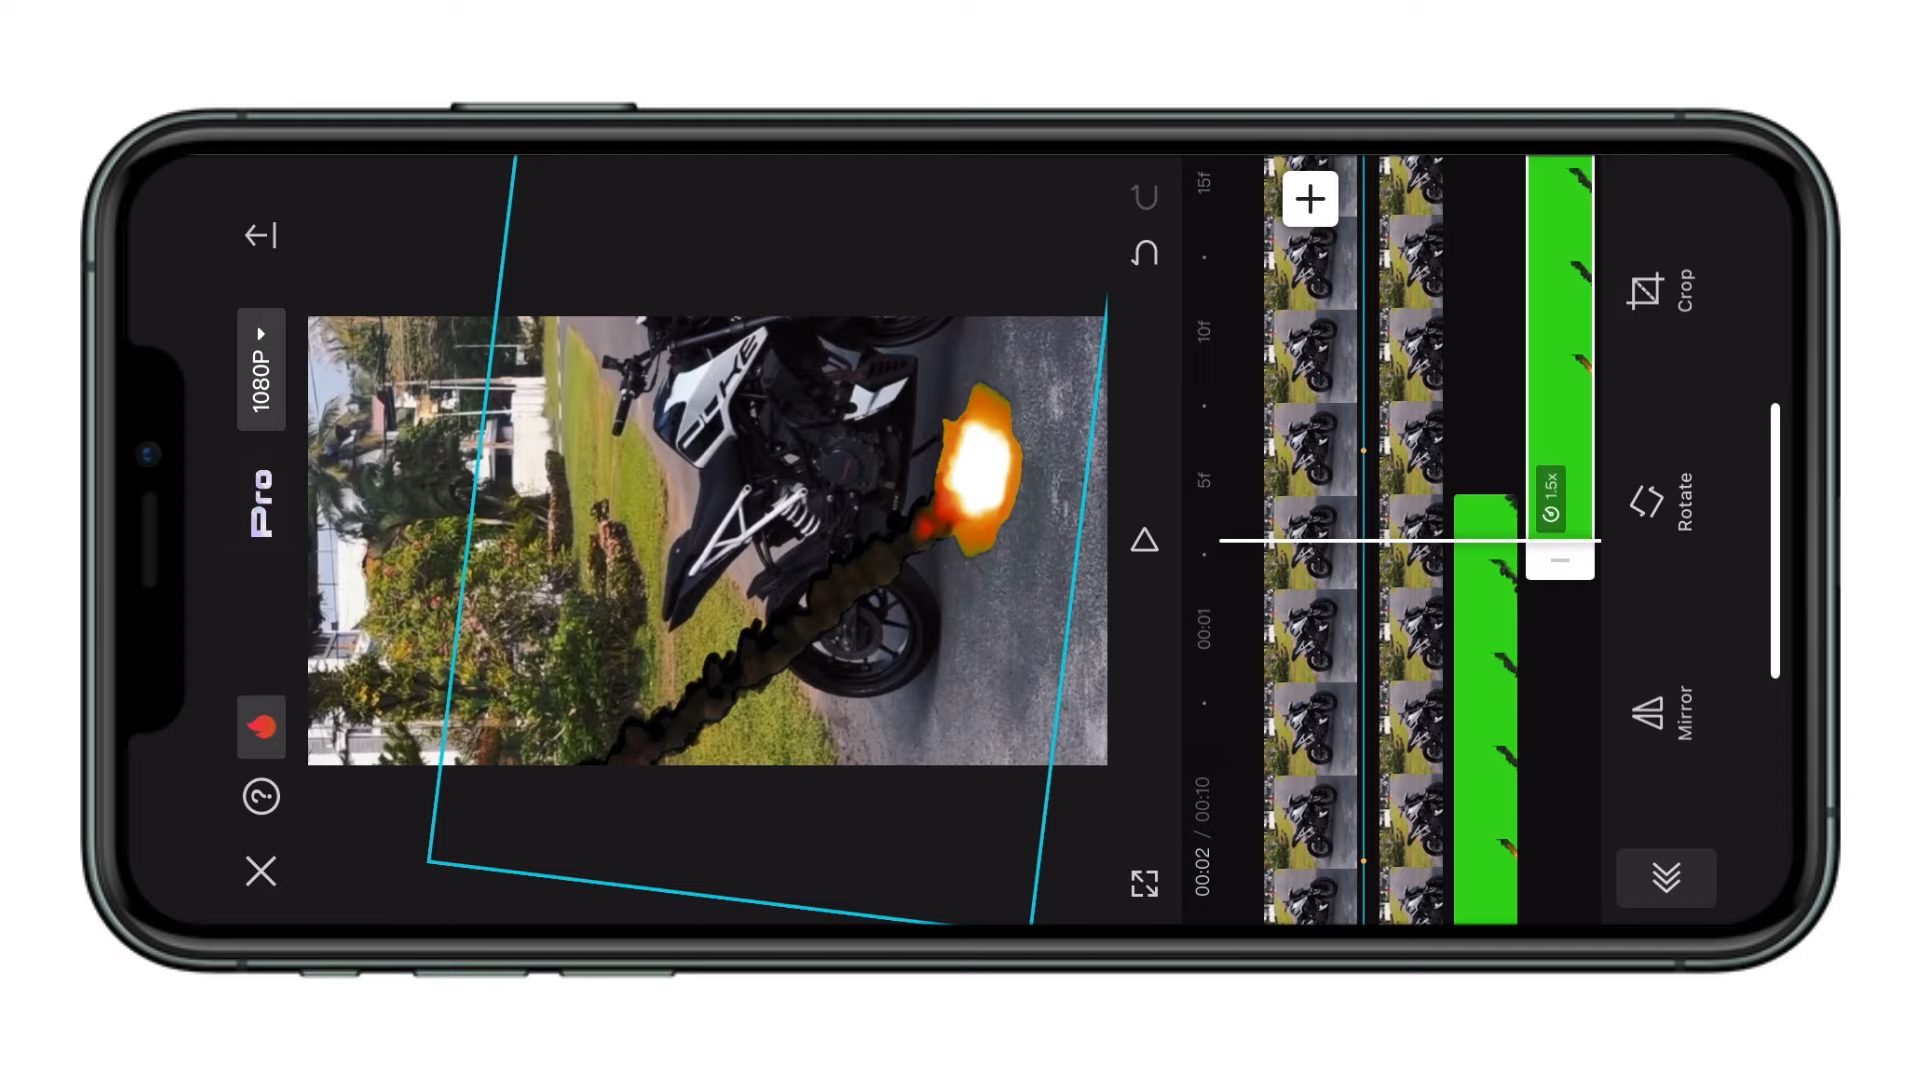 Pro
1080P
DUKE
00:02 / 00:10
00:01
5f
10f
15f
1.5x
Mirror
Rotate
Crop